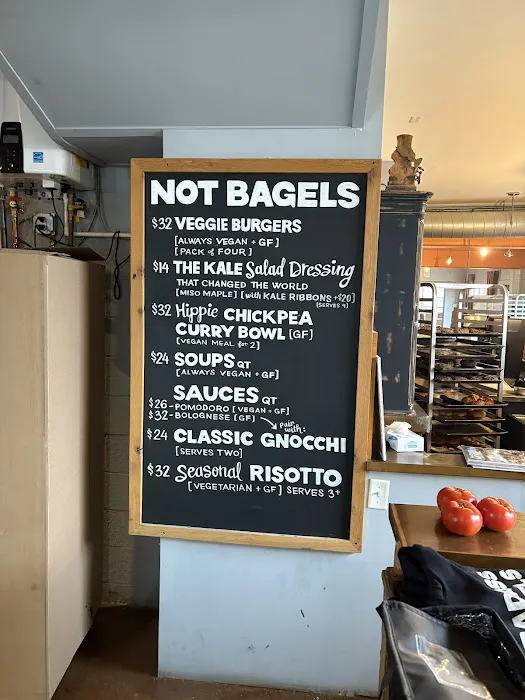 NOT BAGELS
$32 VEGGIE BURGERS
[ALWAYS VEGAN + GF]
[PACK of FOUR]
$14 THE KALE Salad Dressing
THAT CHANGED THE WORLD
[MISO MAPLE] [with KALE RIBBONS +$20]
[SERVES 4]
$32 Hippie CHICKPEA
CURRY BOWL [GF]
[VEGAN MEAL for 2]
$24 SOUPS QT
[ALWAYS VEGAN + GF]
SAUCES QT
$26-POMODORO [VEGAN + GF]
$32-BOLOGNESE [GF]
pair with:
$24 CLASSIC GNOCCHI
[SERVES TWO]
$32 Seasonal RISOTTO
[VEGETARIAN + GF] SERVES 3+